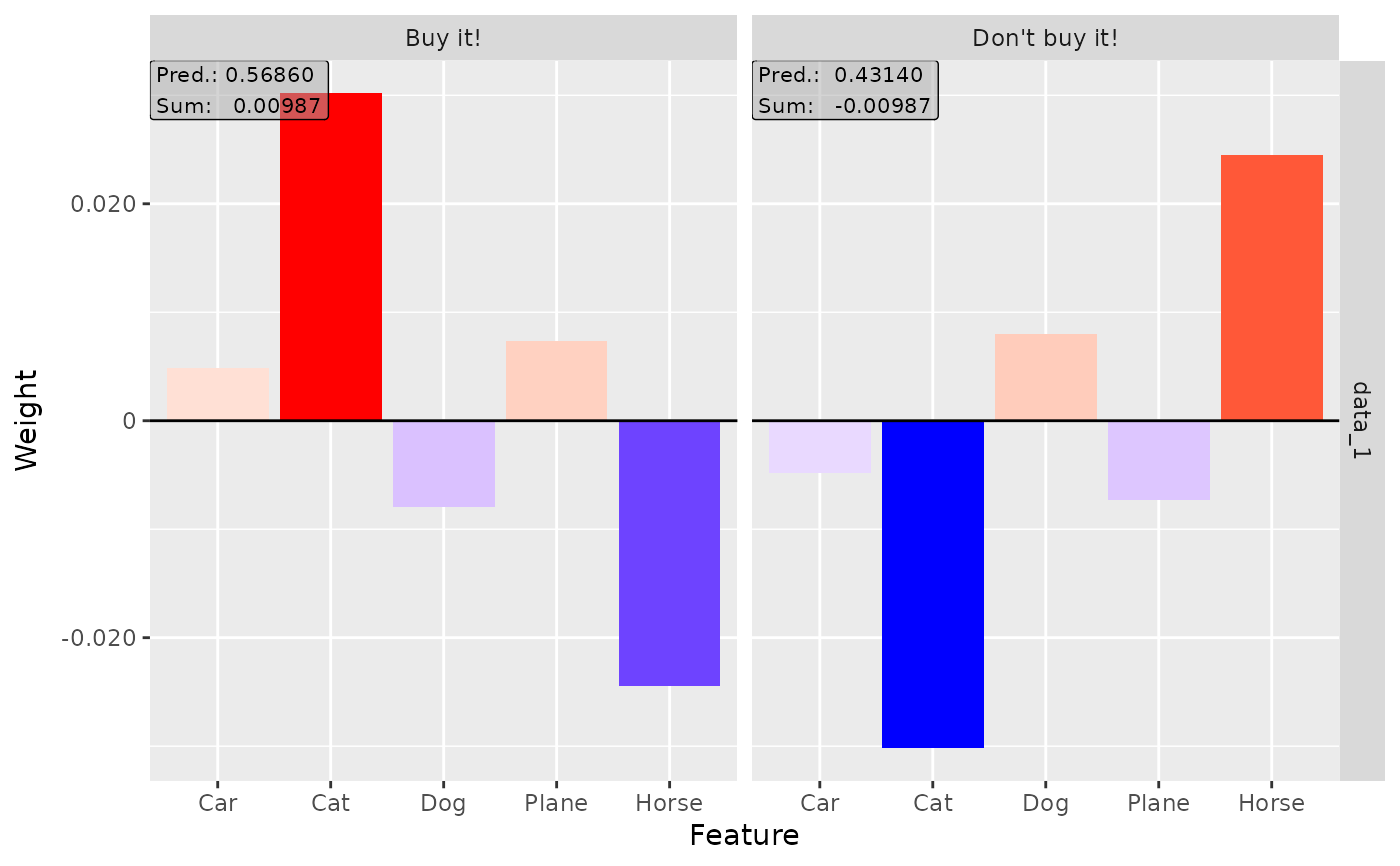 Buy it!
Don't buy it!
Pred.: 0.56860
Sum: 0.00987
Pred.: 0.43140
Sum: -0.00987
0.020
0
-0.020
Weight
data_1
Car Cat Dog Plane Horse
Car Cat Dog Plane Horse
Feature